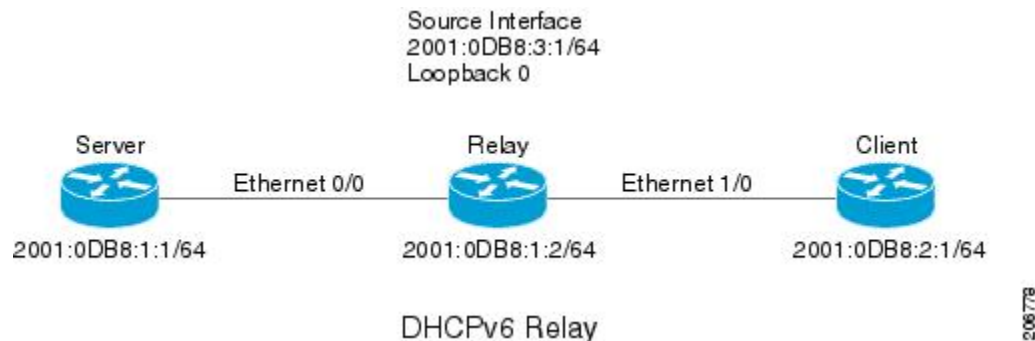 Source Interface
2001:0DB8:3:1/64
Loopback 0
Server
Relay
Client
Ethernet 0/0
Ethernet 1/0
2001:0DB8:1:1/64
2001:0DB8:1:2/64
2001:0DB8:2:1/64
DHCPv6 Relay
206778